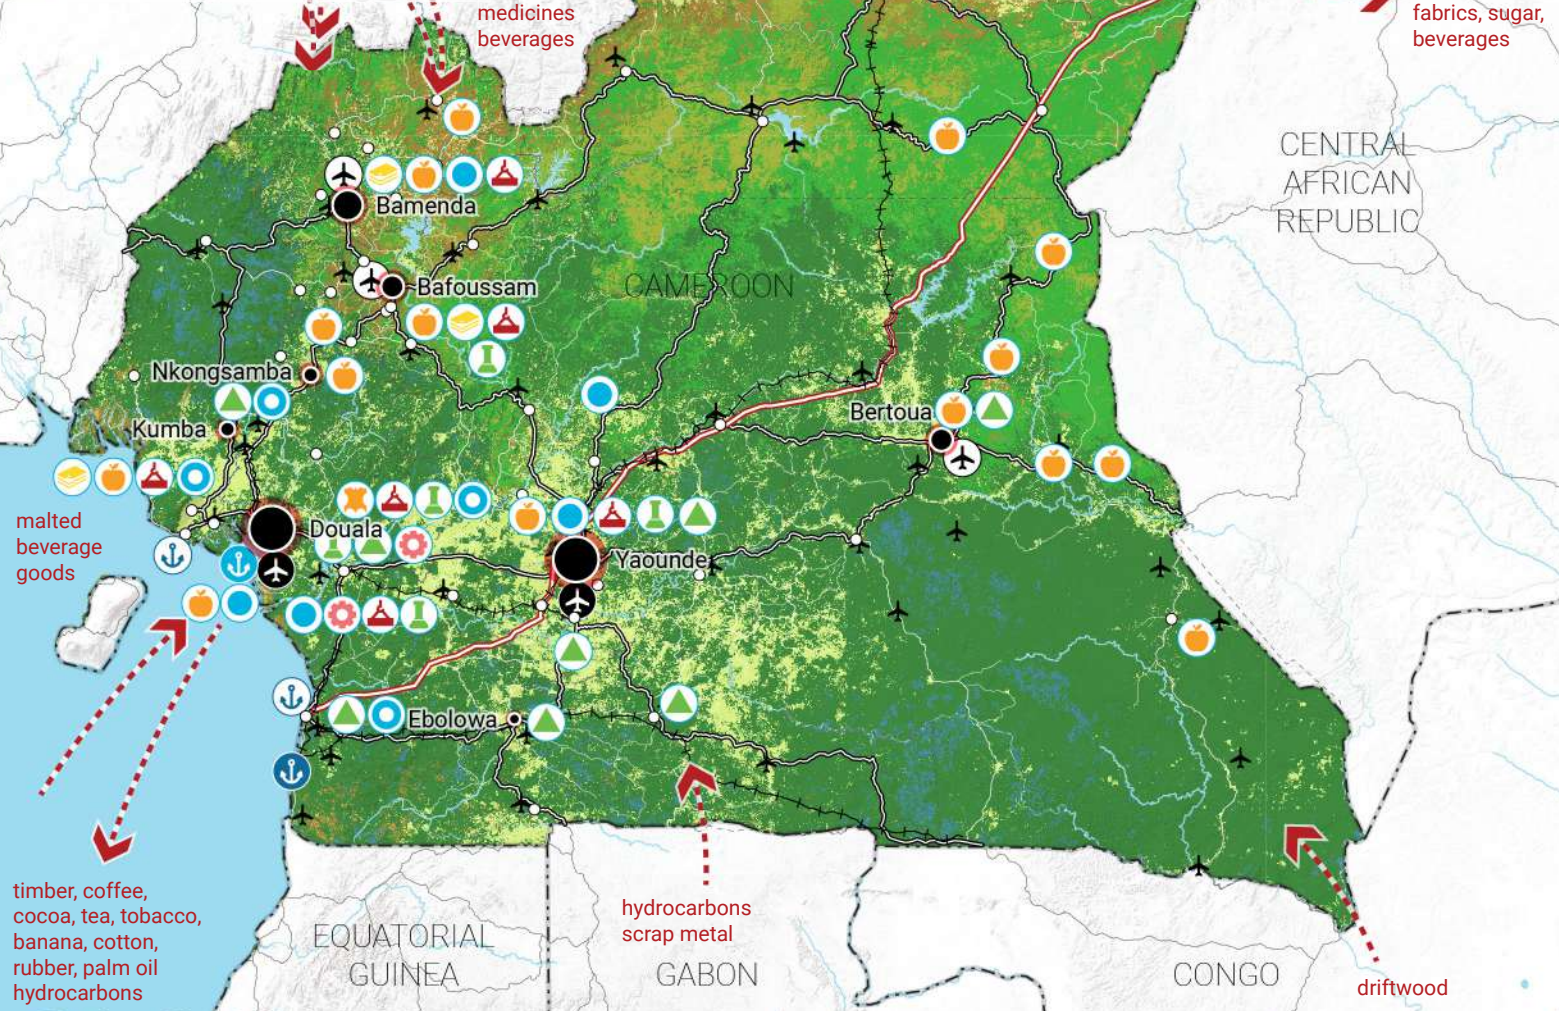 medicines
beverages
fabrics, sugar,
beverages
CENTRAL
AFRICAN
REPUBLIC
Bamenda
Bafoussam
CAMEROON
Nkongsamba
Kumba
Bertoua
malted
beverage
goods
Douala
Yaounde
Ebolowa
timber, coffee,
cocoa, tea, tobacco,
banana, cotton,
rubber, palm oil
hydrocarbons
hydrocarbons
scrap metal
EQUATORIAL
GUINEA
GABON
CONGO
driftwood